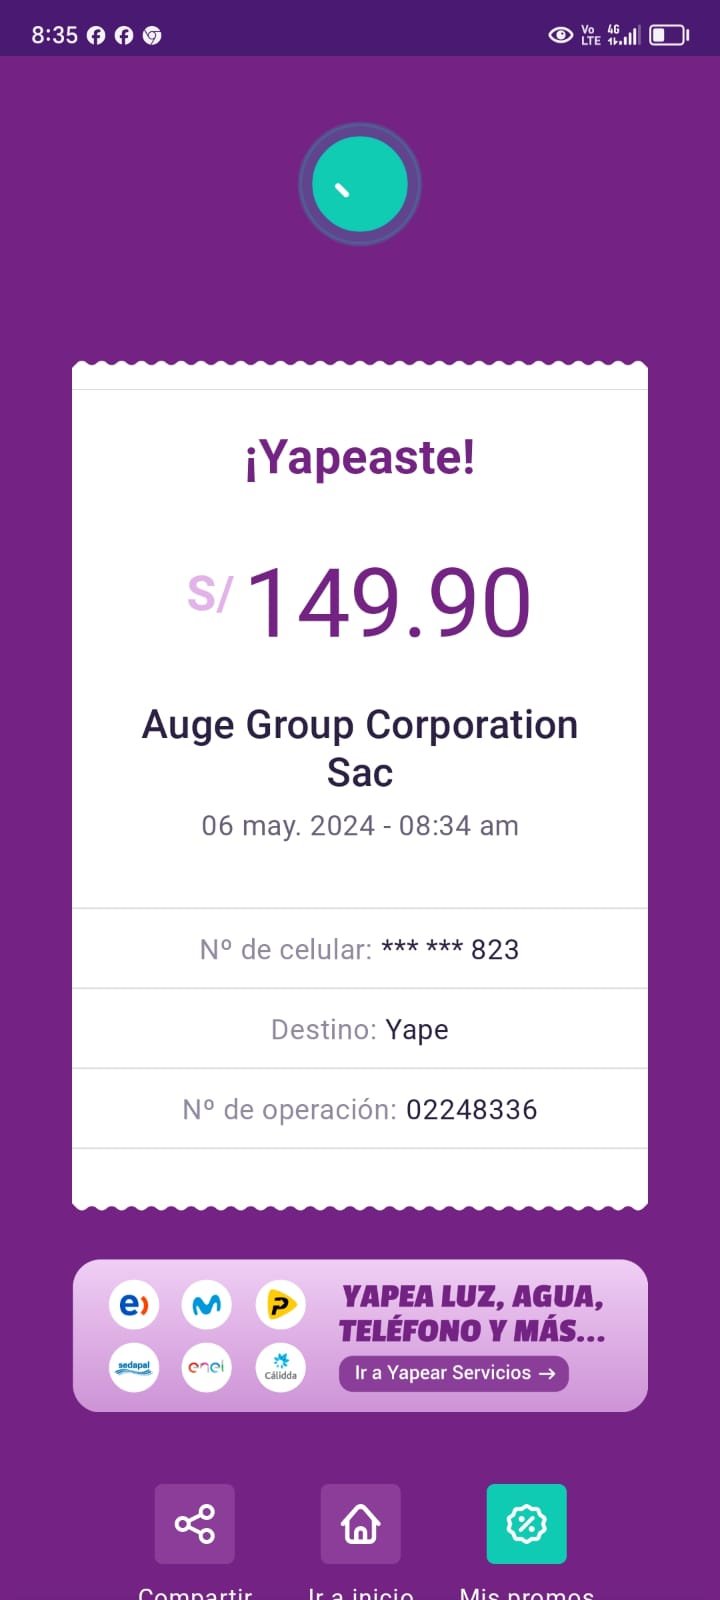 8:35 Vo LTE 4G
¡Yapeaste!
S/ 149.90
Auge Group Corporation
Sac
06 may. 2024 - 08:34 am
Nº de celular: *** *** 823
Destino: Yape
Nº de operación: 02248336
YAPEA LUZ, AGUA,
TELÉFONO Y MÁS...
Ir a Yapear Servicios →
e) P
sedapal enel Cálidda
Compartir Ir a inicio Mis promos